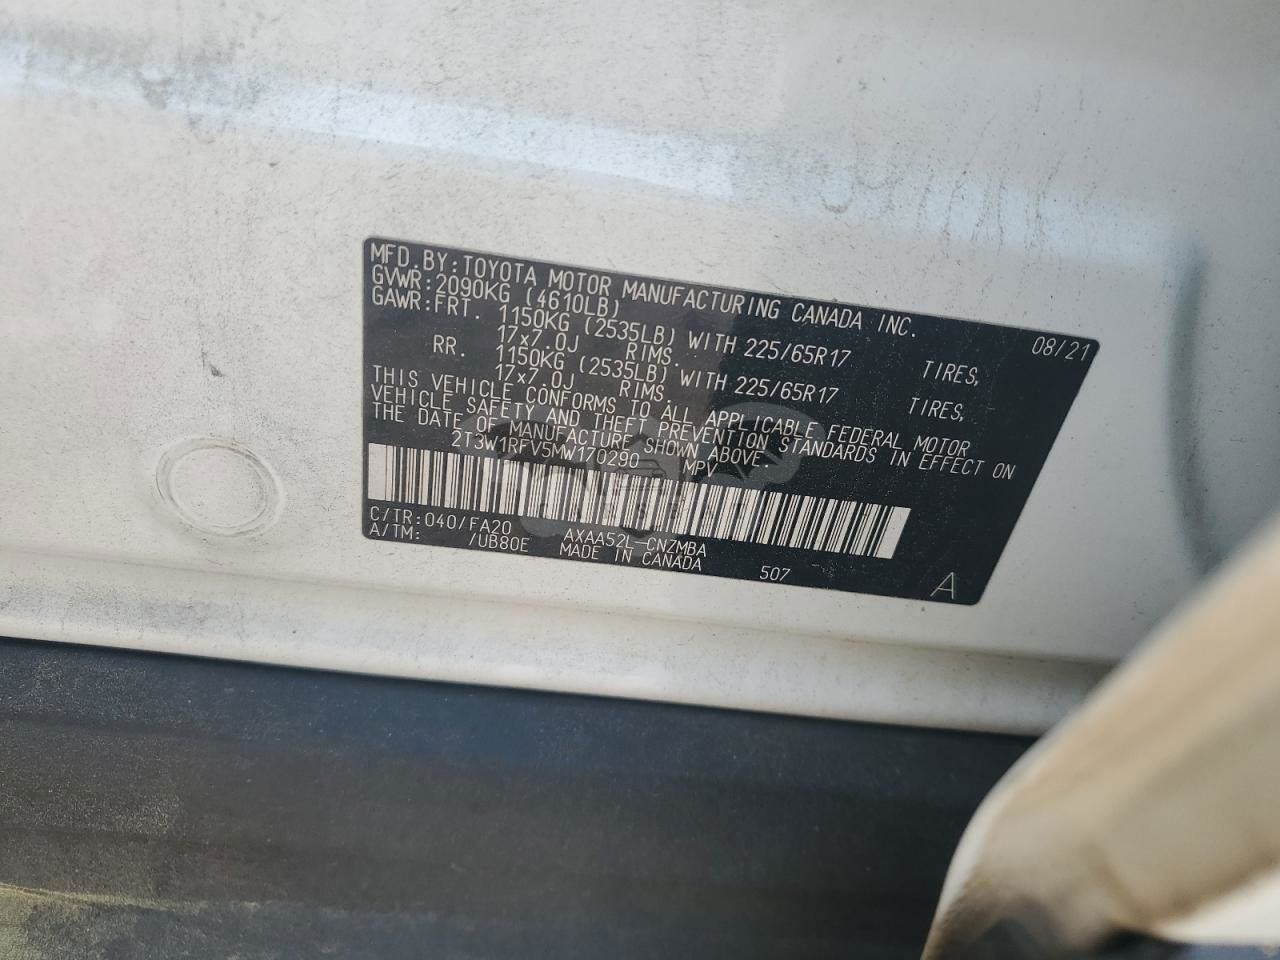 MFD.BY:TOYOTA MOTOR MANUFACTURING CANADA INC. 08/21
GVWR:2090KG (4610LB)
GAWR:FRT. 1150KG (2535LB) WITH 225/65R17 TIRES,
17x7.0J RIMS.
RR. 1150KG (2535LB) WITH 225/65R17 TIRES,
17x7.0J RIMS.
THIS VEHICLE CONFORMS TO ALL APPLICABLE FEDERAL MOTOR
VEHICLE SAFETY AND THEFT PREVENTION STANDARDS IN EFFECT ON
THE DATE OF MANUFACTURE SHOWN ABOVE.
2T3W1RFV5MW170290 MPV
C/TR:040/FA20 AXAA52L-CNZMBA
A/TM: /UB80E MADE IN CANADA 507 A